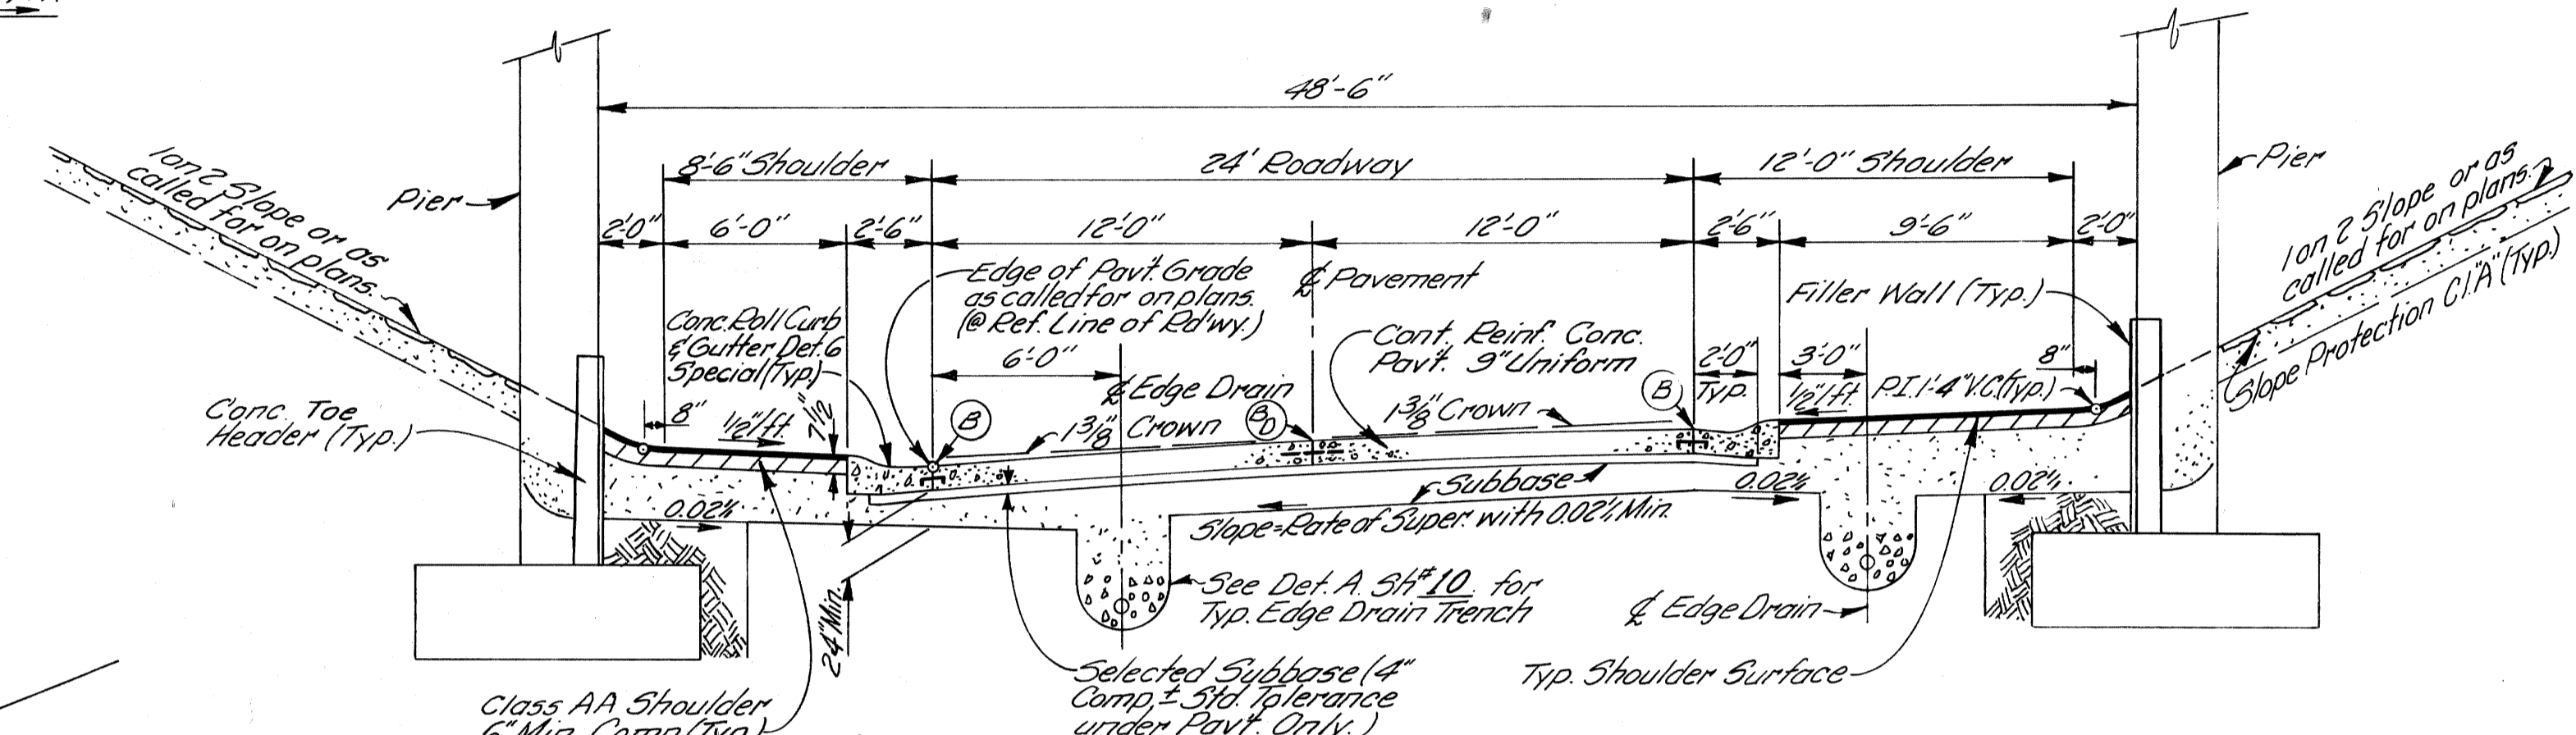 48'-6"
8'-6" Shoulder
24' Roadway
12'-0" Shoulder
2'-0"
6'-0"
2'-6"
12'-0"
12'-0"
2'-6"
9'-6"
2'-0"
1 on 2 Slope or as
called for on plans.
Pier
Pier
1 on 2 Slope or as
called for on plans.
Slope Protection Cl."A" (Typ.)
Edge of Pav't. Grade
as called for on plans.
(@ Ref. Line of Rd'wy.)
℄ Pavement
Filler Wall (Typ.)
Conc. Roll Curb
& Gutter Det. 6
Special (Typ.)
6'-0"
Cont. Reinf. Conc.
Pav't. 9" Uniform
2'-0"
Typ.
3'-0"
8"
℄ Edge Drain
B
P.I. 1'-4" V.C. (Typ.)
1/2"/ft.
Conc. Toe
Header (Typ.)
8"
1/2"/ft.
7 1/2"
B
1 3/8" Crown
B
D
1 3/8" Crown
Subbase
0.02%
0.02%
0.02%
Slope=Rate of Super. with 0.02% Min.
24" Min.
See Det. A. Sh# 10 for
Typ. Edge Drain Trench
℄ Edge Drain
Selected Subbase (4"
Comp. ± Std. Tolerance
under Pav't. Only.)
Typ. Shoulder Surface
Class AA Shoulder
6" Min. Comp. (Typ.)